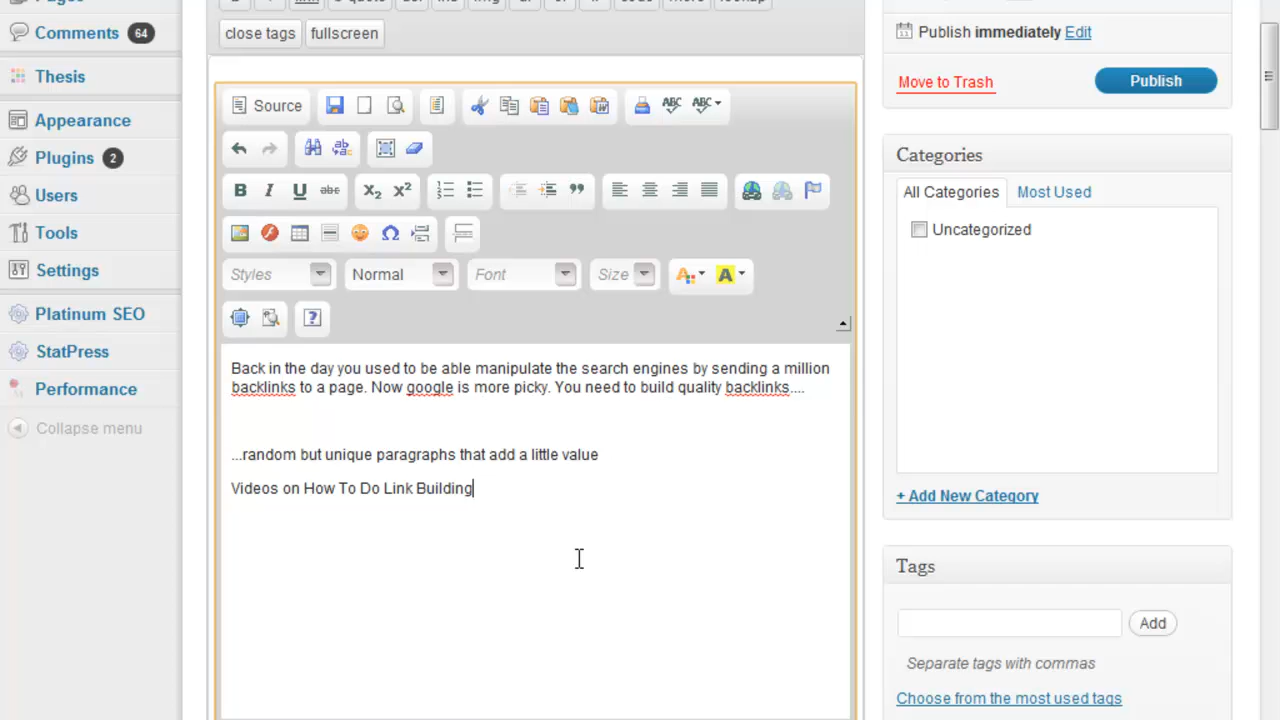 Comments 64
Thesis
Appearance
Plugins 2
Users
Tools
Settings
Platinum SEO
StatPress
Performance
Collapse menu
close tags fullscreen
Source ABC ABC
B I U abc X2 X2
Styles Normal Font Size A A
?
Back in the day you used to be able manipulate the search engines by sending a million
backlinks to a page. Now google is more picky. You need to build quality backlinks....
...random but unique paragraphs that add a little value
Videos on How To Do Link Building
Publish immediately Edit
Move to Trash Publish
Categories
All Categories Most Used
Uncategorized
+ Add New Category
Tags
Add
Separate tags with commas
Choose from the most used tags